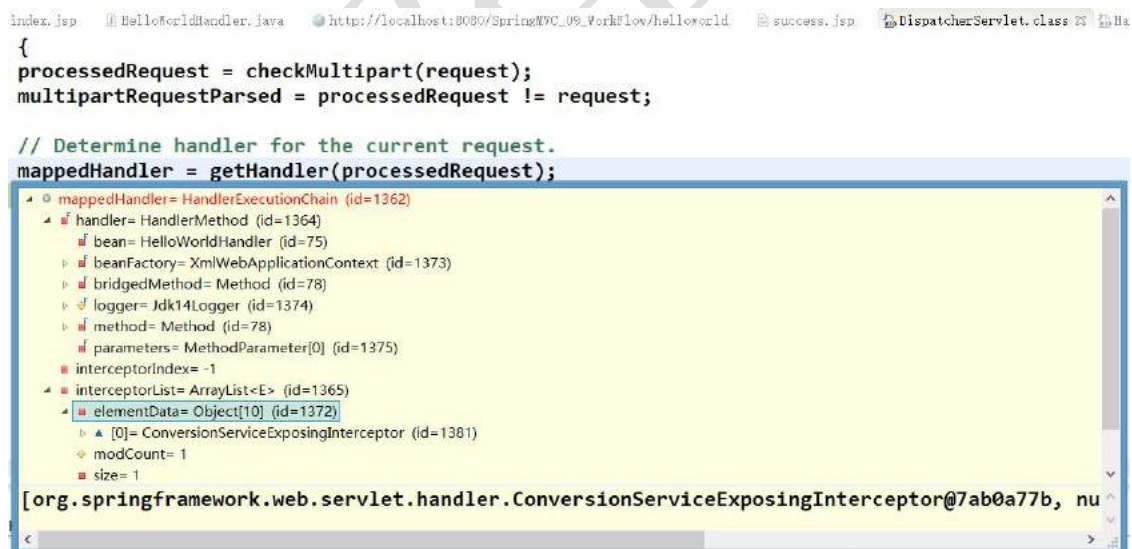 index.jsp HelloWorldHandler.java http://localhost:8080/SpringMVC_09_WorkFlow/helloworld success.jsp DispatcherServlet.class Ha
{
processedRequest = checkMultipart(request);
multipartRequestParsed = processedRequest != request;
// Determine handler for the current request.
mappedHandler = getHandler(processedRequest);
mappedHandler= HandlerExecutionChain (id=1362)
handler= HandlerMethod (id=1364)
bean= HelloWorldHandler (id=75)
beanFactory= XmlWebApplicationContext (id=1373)
bridgedMethod= Method (id=78)
logger= Jdk14Logger (id=1374)
method= Method (id=78)
parameters= MethodParameter[0] (id=1375)
interceptorIndex= -1
interceptorList= ArrayList<E> (id=1365)
elementData= Object[10] (id=1372)
[0]= ConversionServiceExposingInterceptor (id=1381)
modCount= 1
size= 1
[org.springframework.web.servlet.handler.ConversionServiceExposingInterceptor@7ab0a77b, nu